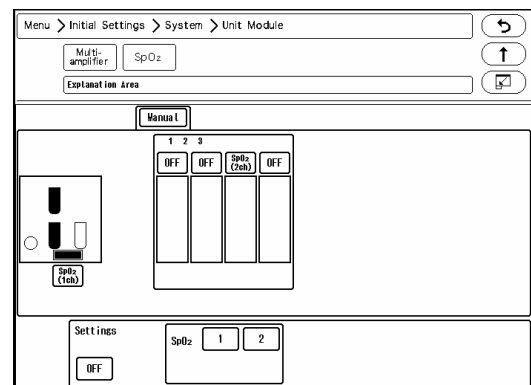 Menu > Initial Settings > System > Unit Module
Multi-
amplifier
SpO₂
Explanation Area
Manual
1 2 3
OFF OFF SpO₂ (2ch) OFF
SpO₂
(1ch)
Settings
SpO₂ 1 2
OFF